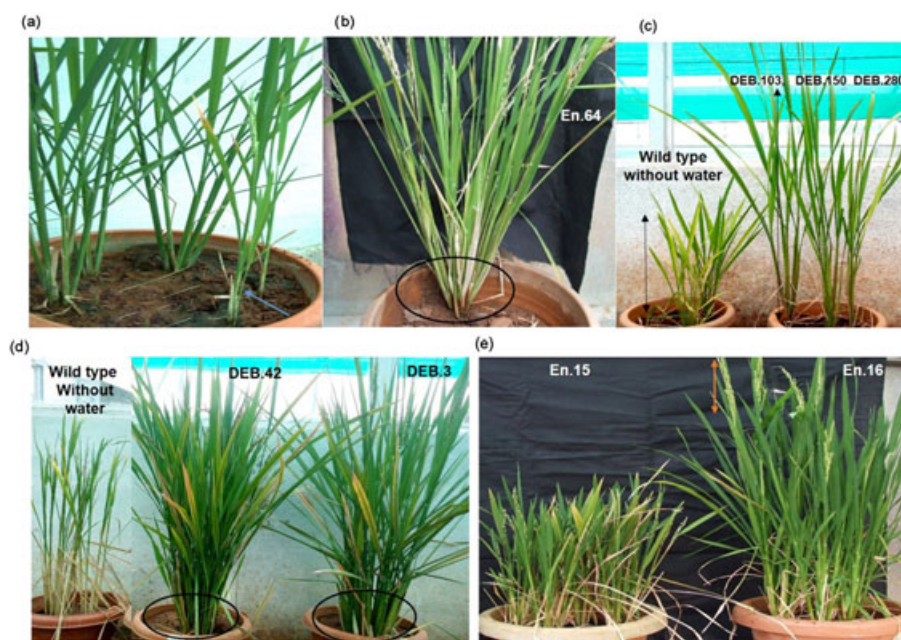 (a)
(b)
(c)
En.64
DEB.103
DEB.150
DEB.280
Wild type
without water
(d)
(e)
Wild type
Without
water
DEB.42
DEB.3
En.15
En.16